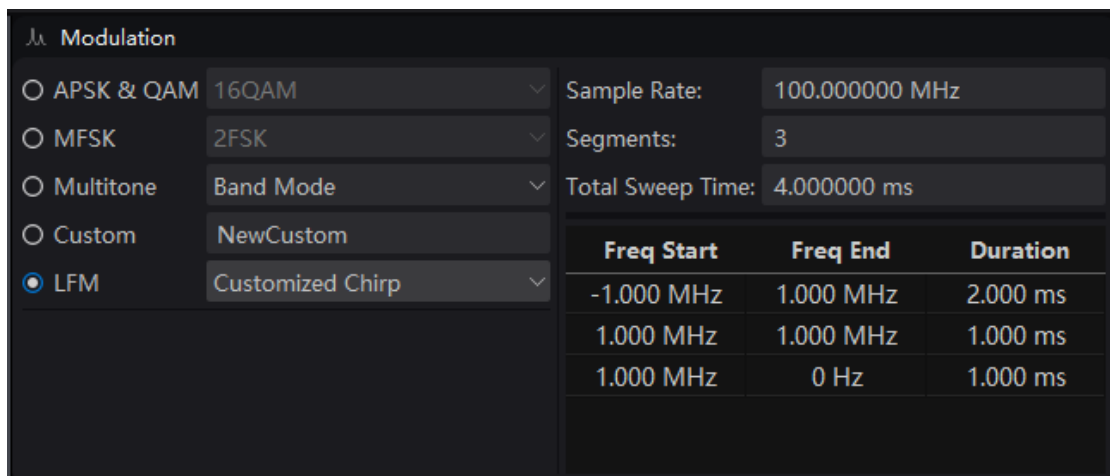 Modulation
APSK & QAM 16QAM
MFSK 2FSK
Multitone Band Mode
Custom NewCustom
LFM Customized Chirp
Sample Rate: 100.000000 MHz
Segments: 3
Total Sweep Time: 4.000000 ms
Freq Start Freq End Duration
-1.000 MHz 1.000 MHz 2.000 ms
1.000 MHz 1.000 MHz 1.000 ms
1.000 MHz 0 Hz 1.000 ms